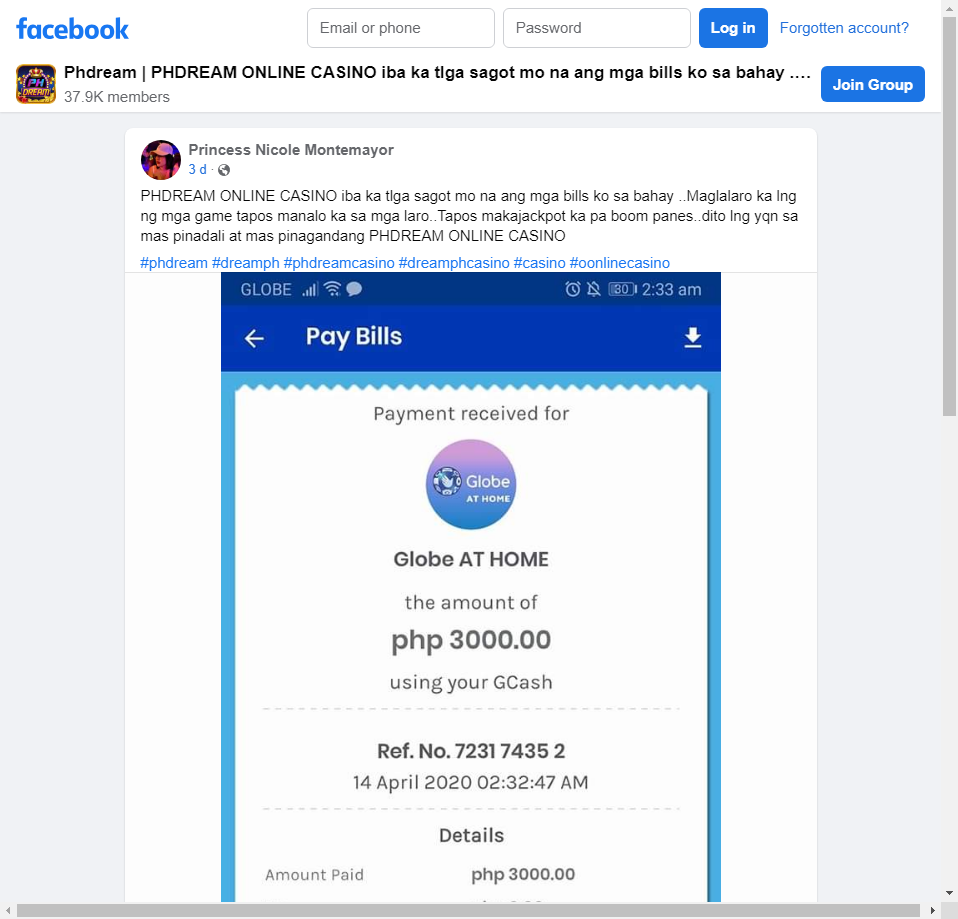 facebook
Email or phone
Password
Log in
Forgotten account?
PH
DREAM
Phdream | PHDREAM ONLINE CASINO iba ka tlga sagot mo na ang mga bills ko sa bahay ....
37.9K members
Join Group
Princess Nicole Montemayor
3 d ·
PHDREAM ONLINE CASINO iba ka tlga sagot mo na ang mga bills ko sa bahay ..Maglalaro ka lng
ng mga game tapos manalo ka sa mga laro..Tapos makajackpot ka pa boom panes..dito lng yqn sa
mas pinadali at mas pinagandang PHDREAM ONLINE CASINO
#phdream #dreamph #phdreamcasino #dreamphcasino #casino #oonlinecasino
GLOBE
30
2:33 am
Pay Bills
Payment received for
Globe
AT HOME
Globe AT HOME
the amount of
php 3000.00
using your GCash
Ref. No. 7231 7435 2
14 April 2020 02:32:47 AM
Details
Amount Paid
php 3000.00